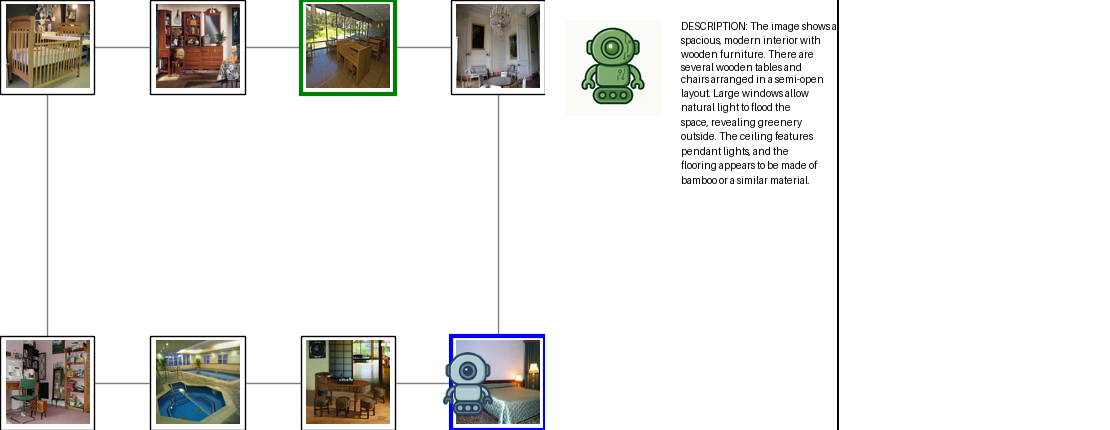 DESCRIPTION: The image shows a
spacious, modern interior with
wooden furniture. There are
several wooden tables and
chairs arranged in a semi-open
layout. Large windows allow
natural light to flood the
space, revealing greenery
outside. The ceiling features
pendant lights, and the
flooring appears to be made of
bamboo or a similar material.